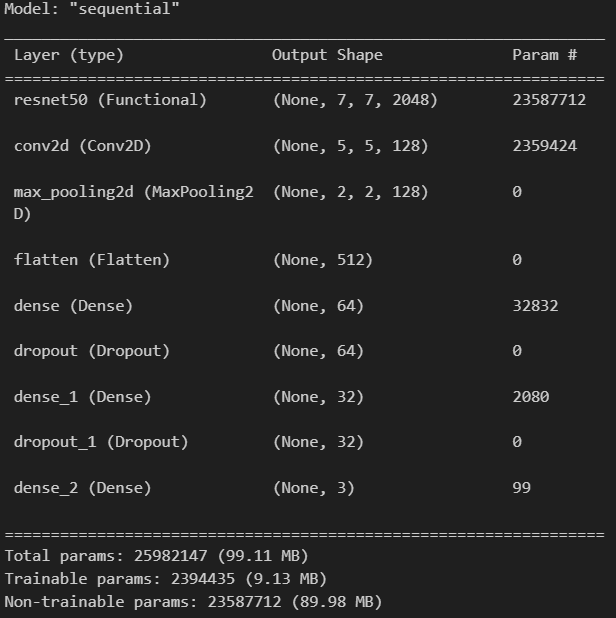 Model: "sequential"
_________________________________________________________________
Layer (type)                Output Shape              Param #
=================================================================
resnet50 (Functional)       (None, 7, 7, 2048)        23587712
conv2d (Conv2D)             (None, 5, 5, 128)         2359424
max_pooling2d (MaxPooling2  (None, 2, 2, 128)         0
D)
flatten (Flatten)           (None, 512)               0
dense (Dense)               (None, 64)                32832
dropout (Dropout)           (None, 64)                0
dense_1 (Dense)             (None, 32)                2080
dropout_1 (Dropout)         (None, 32)                0
dense_2 (Dense)             (None, 3)                 99
=================================================================
Total params: 25982147 (99.11 MB)
Trainable params: 2394435 (9.13 MB)
Non-trainable params: 23587712 (89.98 MB)